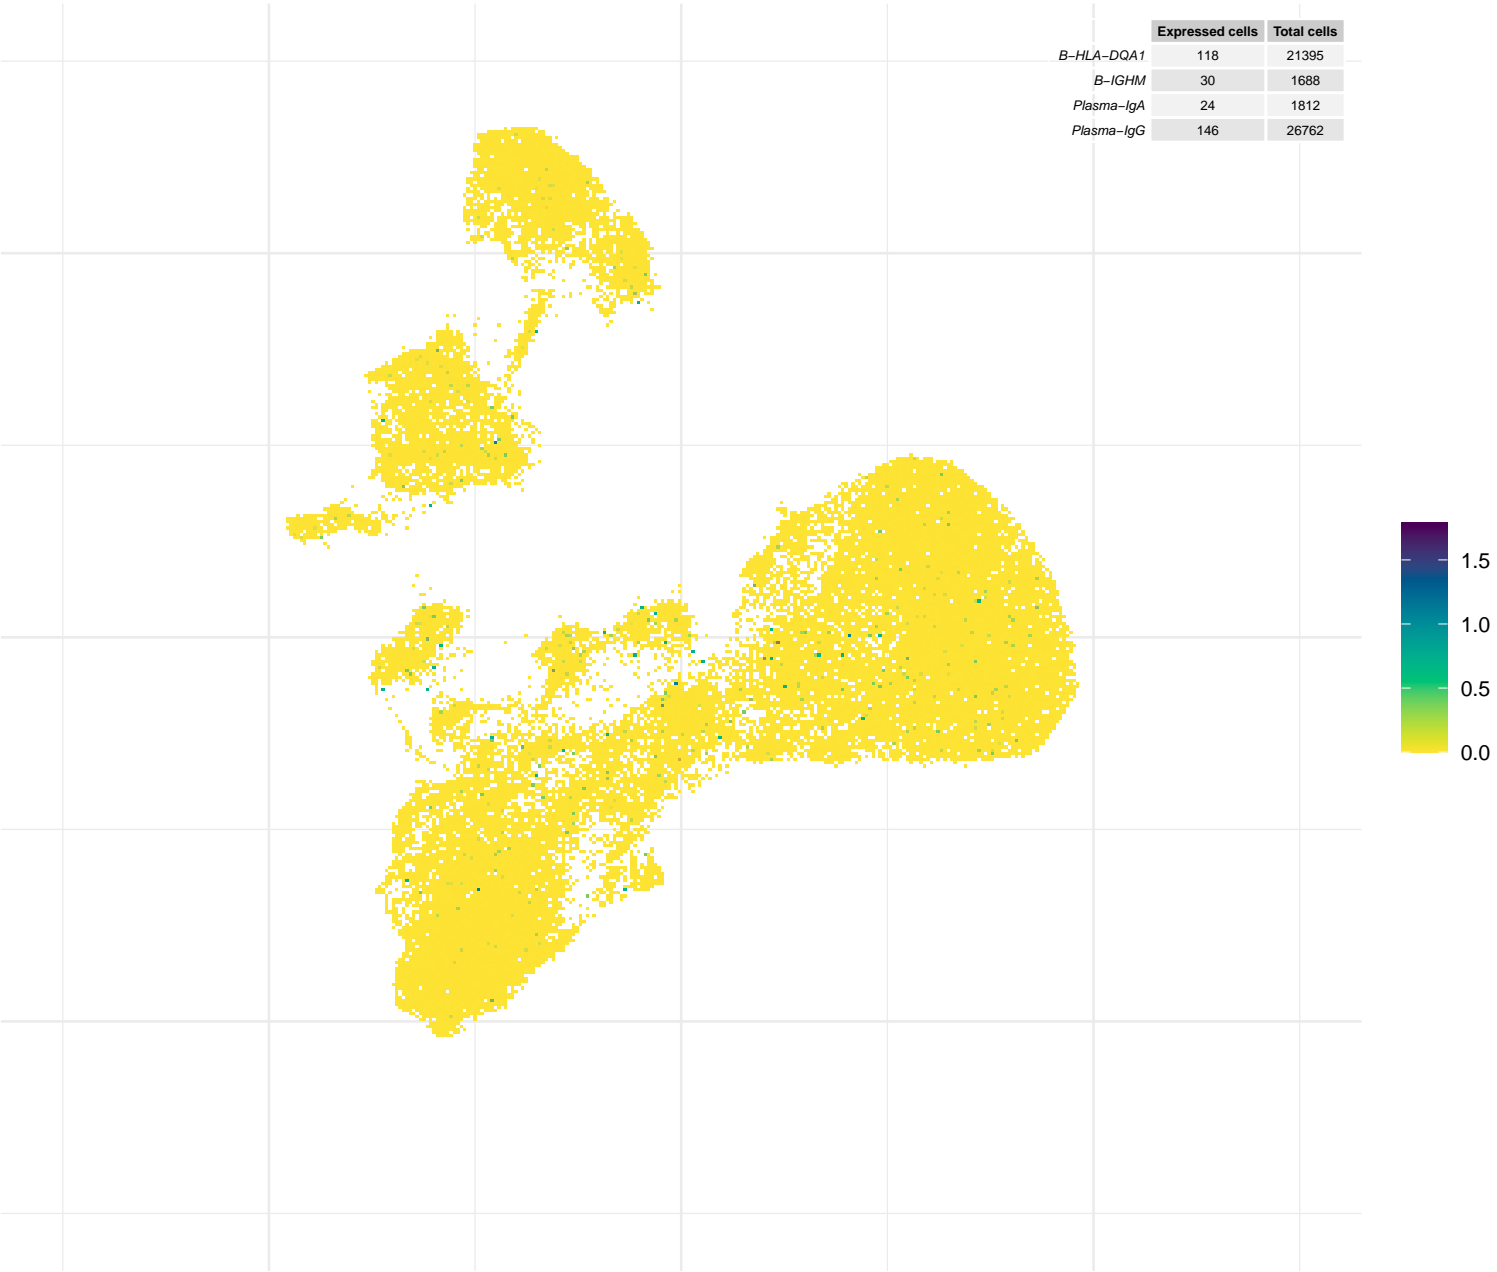 Expressed cells Total cells
B−HLA−DQA1 118 21395
B−IGHM 30 1688
Plasma−IgA 24 1812
Plasma−IgG 146 26762
1.5
1.0
0.5
0.0